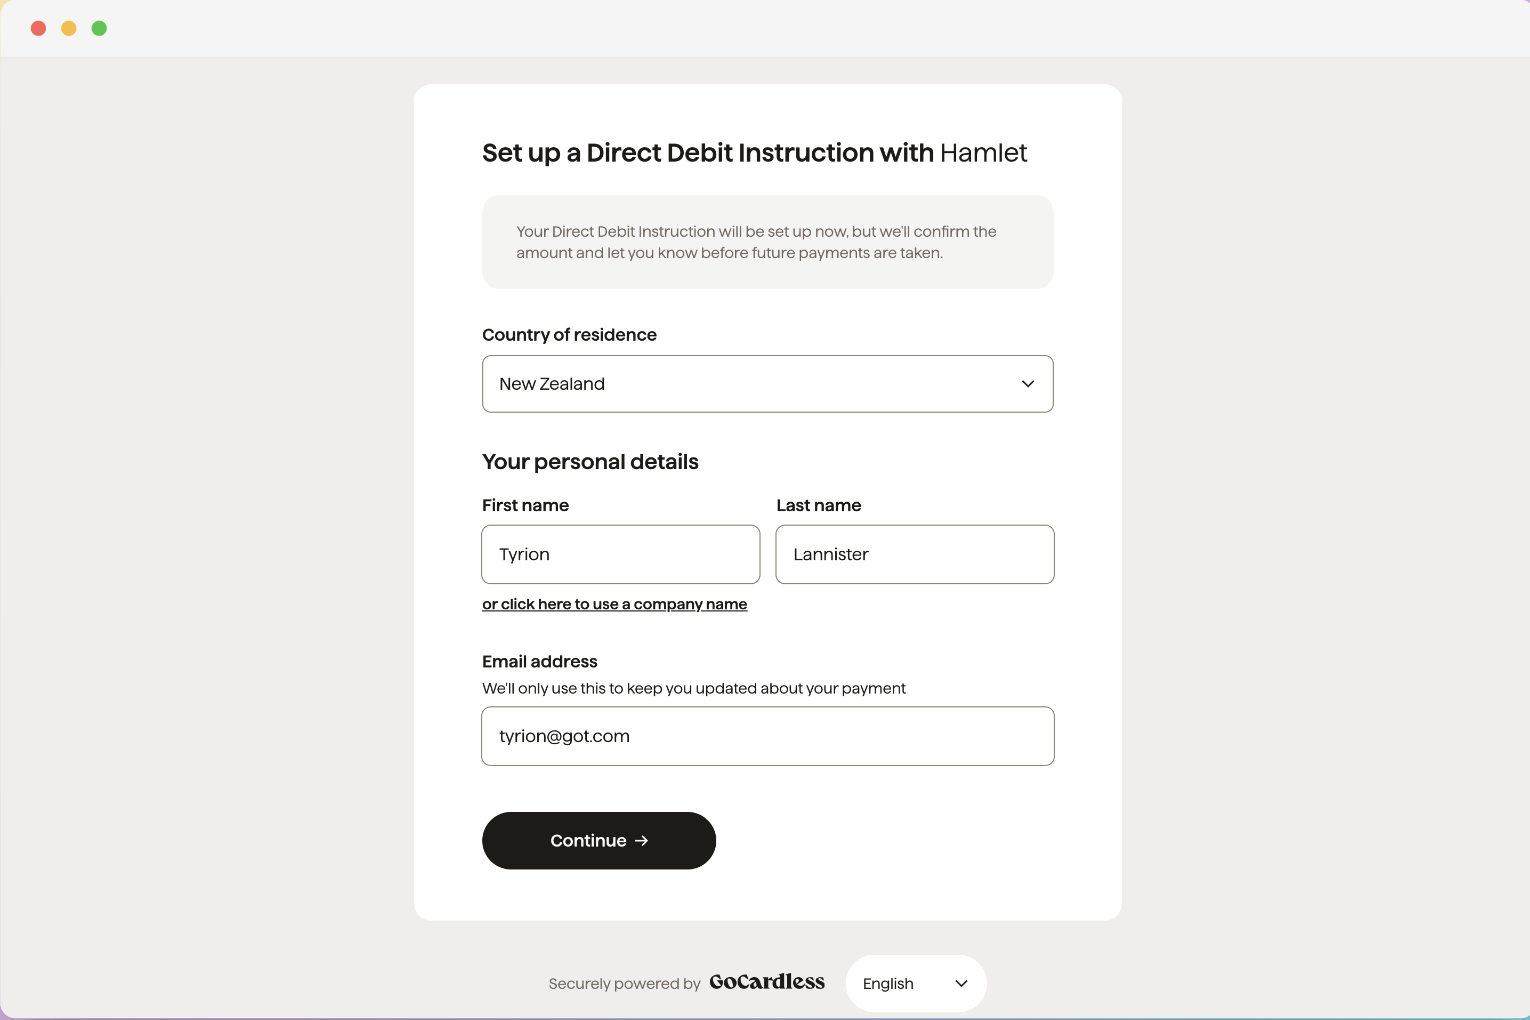 Set up a Direct Debit Instruction with Hamlet
Your Direct Debit Instruction will be set up now, but we'll confirm the
amount and let you know before future payments are taken.
Country of residence
New Zealand
Your personal details
First name
Last name
Tyrion
Lannister
or click here to use a company name
Email address
We'll only use this to keep you updated about your payment
tyrion@got.com
Continue →
Securely powered by GoCardless
English